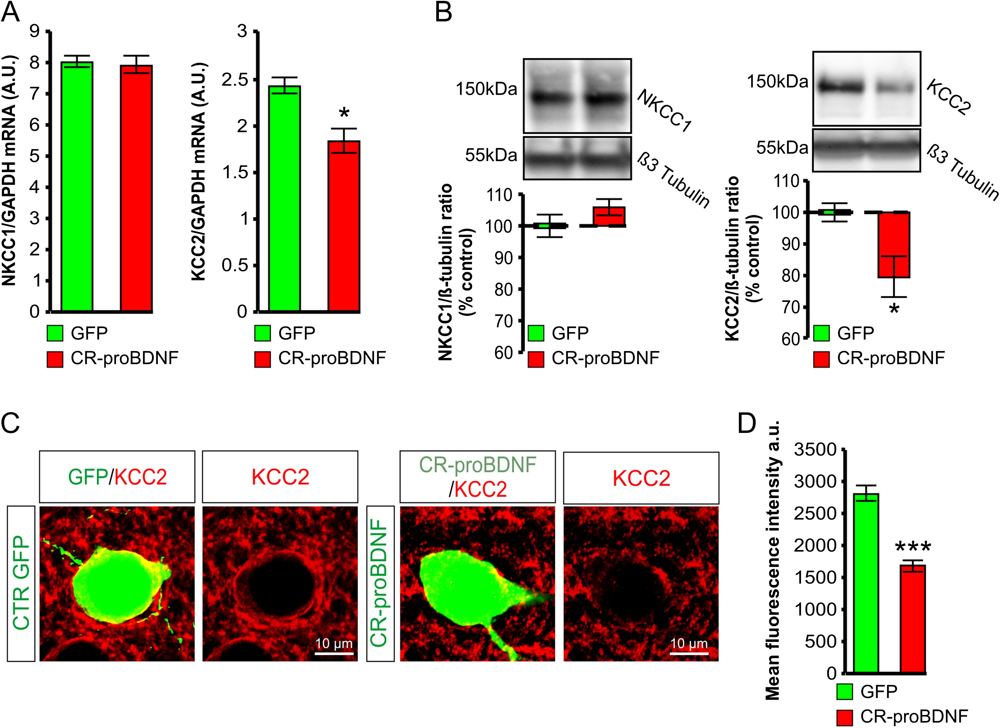 A
NKCC1/GAPDH mRNA (A.U.)
9
8
7
6
5
4
3
2
1
0
GFP
CR-proBDNF
KCC2/GAPDH mRNA (A.U.)
3
2.5
2
1.5
1
0.5
0
*
GFP
CR-proBDNF
B
150kDa
NKCC1
55kDa
ß3 Tubulin
NKCC1/ß-tubulin ratio
(% control)
110
100
90
80
70
60
GFP
CR-proBDNF
150kDa
KCC2
55kDa
ß3 Tubulin
KCC2/ß-tubulin ratio
(% control)
110
100
90
80
70
60
*
GFP
CR-proBDNF
C
GFP/KCC2
KCC2
CR-proBDNF
/KCC2
KCC2
CTR GFP
10 µm
CR-proBDNF
10 µm
D
Mean fluorescence intensity a.u.
3500
3000
2500
2000
1500
1000
500
0
***
GFP
CR-proBDNF